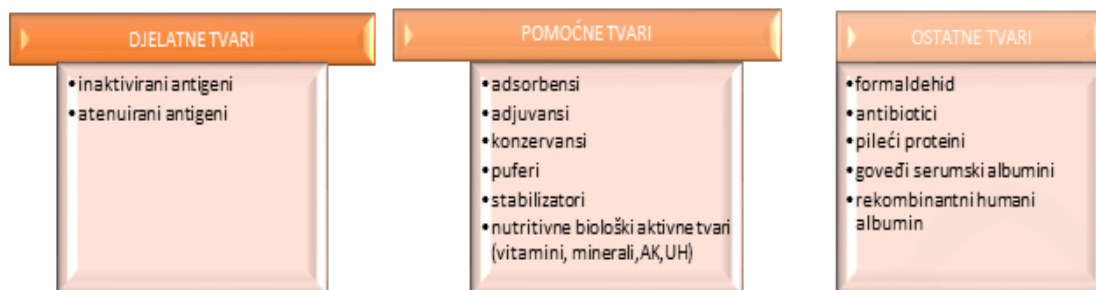 DJELATNE TVARI
• inaktivirani antigeni
• atenuirani antigeni
POMOĆNE TVARI
• adsorbensi
• adjuvansi
• konzervansi
• puferi
• stabilizatori
• nutritivne biološki aktivne tvari
(vitamini, minerali,AK,UH)
OSTATNE TVARI
• formaldehid
• antibiotici
• pileći proteini
• goveđi serumski albumini
• rekombinantni humani
albumin